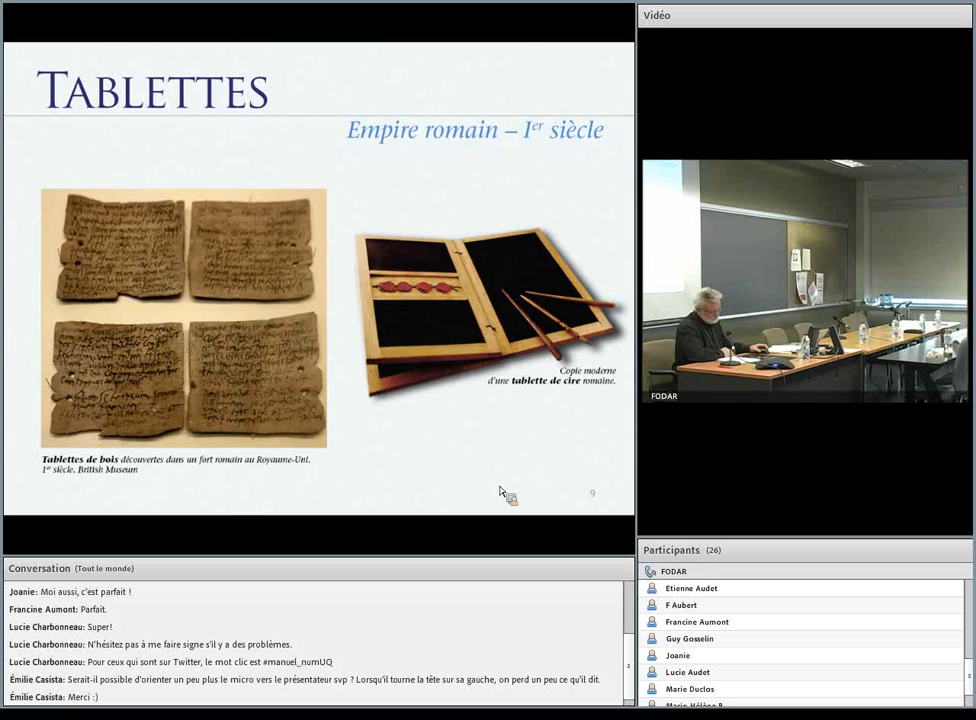 TABLETTES
Empire romain – Ier siècle
Copie moderne
d'une tablette de cire romaine.
Tablettes de bois découvertes dans un fort romain au Royaume-Uni.
1er siècle. British Museum
9
Vidéo
FODAR
Conversation (Tout le monde)
Joanie: Moi aussi, c'est parfait !
Francine Aumont: Parfait.
Lucie Charbonneau: Super!
Lucie Charbonneau: N'hésitez pas à me faire signe s'il y a des problèmes.
Lucie Charbonneau: Pour ceux qui sont sur Twitter, le mot clic est #manuel_numUQ
Émilie Casista: Serait-il possible d'orienter un peu plus le micro vers le présentateur svp ? Lorsqu'il tourne la tête sur sa gauche, on perd un peu ce qu'il dit.
Émilie Casista: Merci :)
Participants (26)
FODAR
Etienne Audet
F Aubert
Francine Aumont
Guy Gosselin
Joanie
Lucie Audet
Marie Duclos
Marie-Hélène B